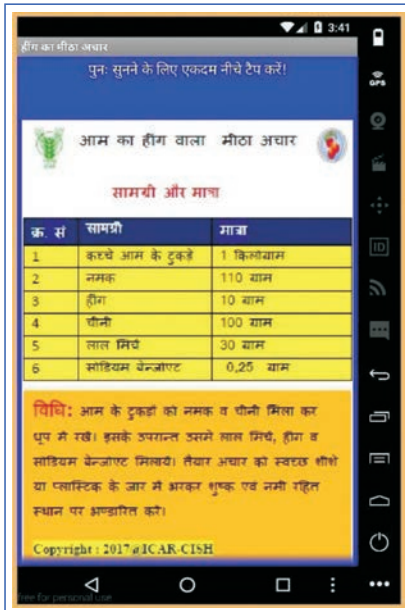 3:41
हींग का मीठा अचार
पुनः सुनने के लिए एकदम नीचे टैप करें!
आम का हींग वाला मीठा अचार
सामग्री और मात्रा
क्र. सं सामग्री मात्रा
1 कच्चे आम के टुकड़े 1 किलोग्राम
2 नमक 110 ग्राम
3 हींग 10 ग्राम
4 चीनी 100 ग्राम
5 लाल मिर्च 30 ग्राम
6 सोडियम बेन्जोएट 0,25 ग्राम
विधि: आम के टुकड़ों को नमक व चीनी मिला कर
धूप में रखें। इसके उपरान्त उसमें लाल मिर्च, हींग व
सोडियम बेन्जोएट मिलायें। तैयार अचार को स्वच्छ शीशे
या प्लास्टिक के जार में भरकर शुष्क एवं नमी रहित
स्थान पर भण्डारित करें।
Copyright : 2017@ICAR-CISH
free for personal use
GPS
ID